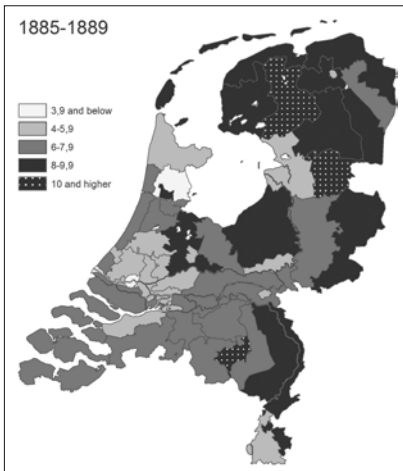 1885-1889
3,9 and below
4-5,9
6-7,9
8-9,9
10 and higher